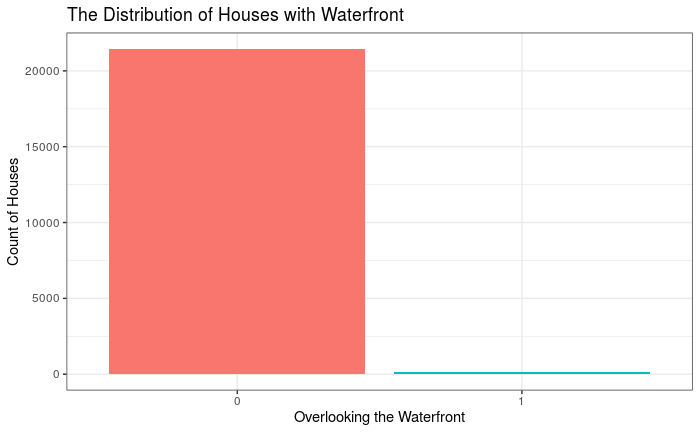 The Distribution of Houses with Waterfront
Count of Houses
20000
15000
10000
5000
0
0
1
Overlooking the Waterfront